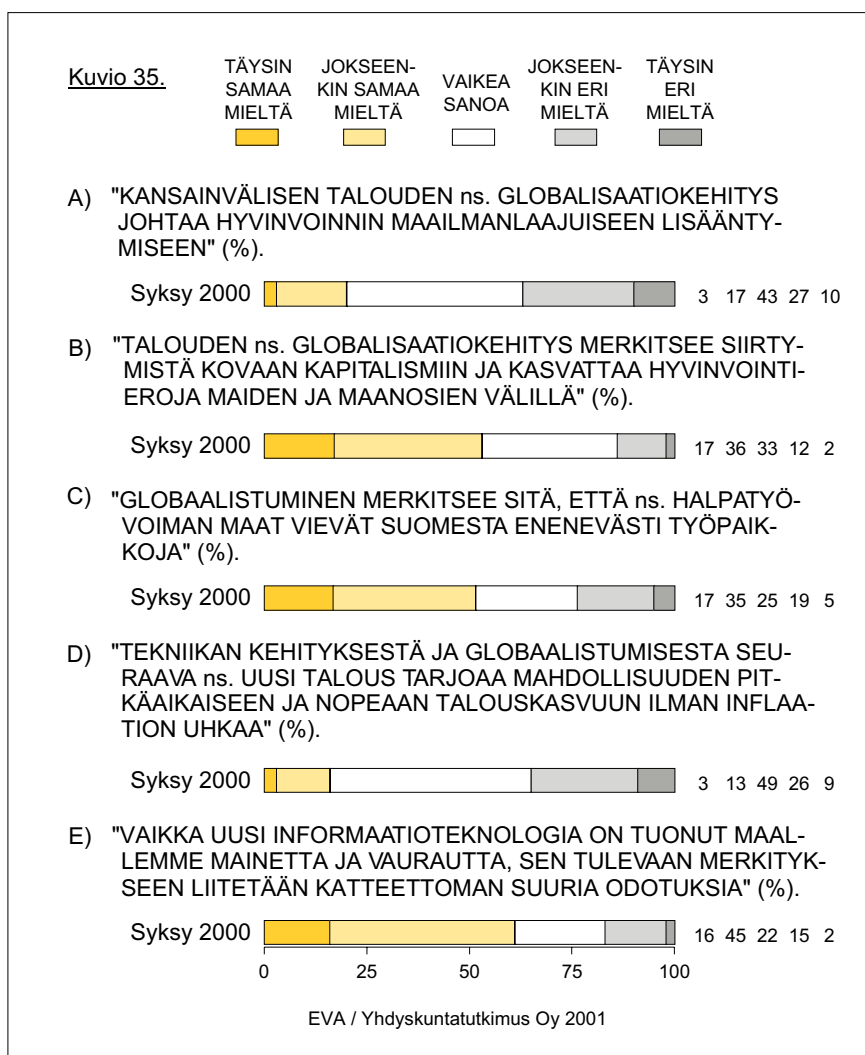 Kuvio 35.
TÄYSIN SAMAA MIELTÄ
JOKSEEN-KIN SAMAA MIELTÄ
VAIKEA SANOA
JOKSEEN-KIN ERI MIELTÄ
TÄYSIN ERI MIELTÄ
A) "KANSAINVÄLISEN TALOUDEN ns. GLOBALISAATIOKEHITYS
JOHTAA HYVINVOINNIN MAAILMANLAAJUISEEN LISÄÄNTY-
MISEEN" (%).
Syksy 2000 3 17 43 27 10
B) "TALOUDEN ns. GLOBALISAATIOKEHITYS MERKITSEE SIIRTY-
MISTÄ KOVAAN KAPITALISMIIN JA KASVATTAA HYVINVOINTI
EROJA MAIDEN JA MAANOSIEN VÄLILLÄ" (%).
Syksy 2000 17 36 33 12 2
C) "GLOBAALISTUMINEN MERKITSEE SITÄ, ETTÄ ns. HALPATYÖ-
VOIMAN MAAT VIEVÄT SUOMESTA ENENEVÄSTI TYÖPAIK-
KOJA" (%).
Syksy 2000 17 35 25 19 5
D) "TEKNIIKAN KEHITYKSESTÄ JA GLOBAALISTUMISESTA SEU-
RAAVA ns. UUSI TALOUS TARJOAA MAHDOLLISUUDEN PIT-
KÄAIKAISEEN JA NOPEAAN TALOUSKASVUUN ILMAN INFLAA-
TION UHKAA" (%).
Syksy 2000 3 13 49 26 9
E) "VAIKKA UUSI INFORMAATIOTEKNOLOGIA ON TUONUT MAAL-
LEMME MAINETTA JA VAURAUTTA, SEN TULEVAAN MERKITYK-
SEEN LIITETÄÄN KATTEETTOMAN SUURIA ODOTUKSIA" (%).
Syksy 2000 16 45 22 15 2
0 25 50 75 100
EVA / Yhdyskuntatutkimus Oy 2001